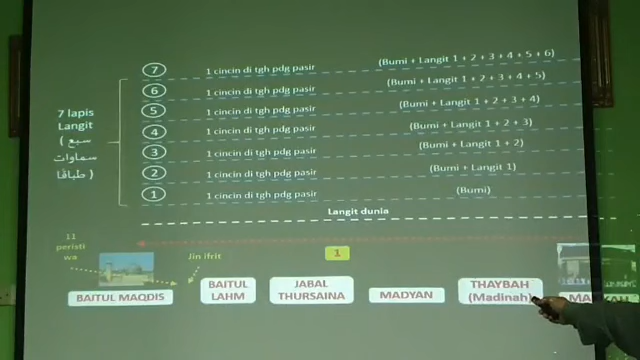 7 1 cincin di tgh pdg pasir (Bumi + Langit 1 + 2 + 3 + 4 + 5 + 6)
6 1 cincin di tgh pdg pasir (Bumi + Langit 1 + 2 + 3 + 4 + 5)
5 1 cincin di tgh pdg pasir (Bumi + Langit 1 + 2 + 3 + 4)
4 1 cincin di tgh pdg pasir (Bumi + Langit 1 + 2 + 3)
3 1 cincin di tgh pdg pasir (Bumi + Langit 1 + 2)
2 1 cincin di tgh pdg pasir (Bumi + Langit 1)
1 1 cincin di tgh pdg pasir (Bumi)
7 lapis
Langit
( سبع
سماوات
طباقا )
Langit dunia
11
peristi
wa
Jin ifrit
1
BAITUL MAQDIS
BAITUL
LAHM
JABAL
THURSAINA
MADYAN
THAYBAH
(Madinah)